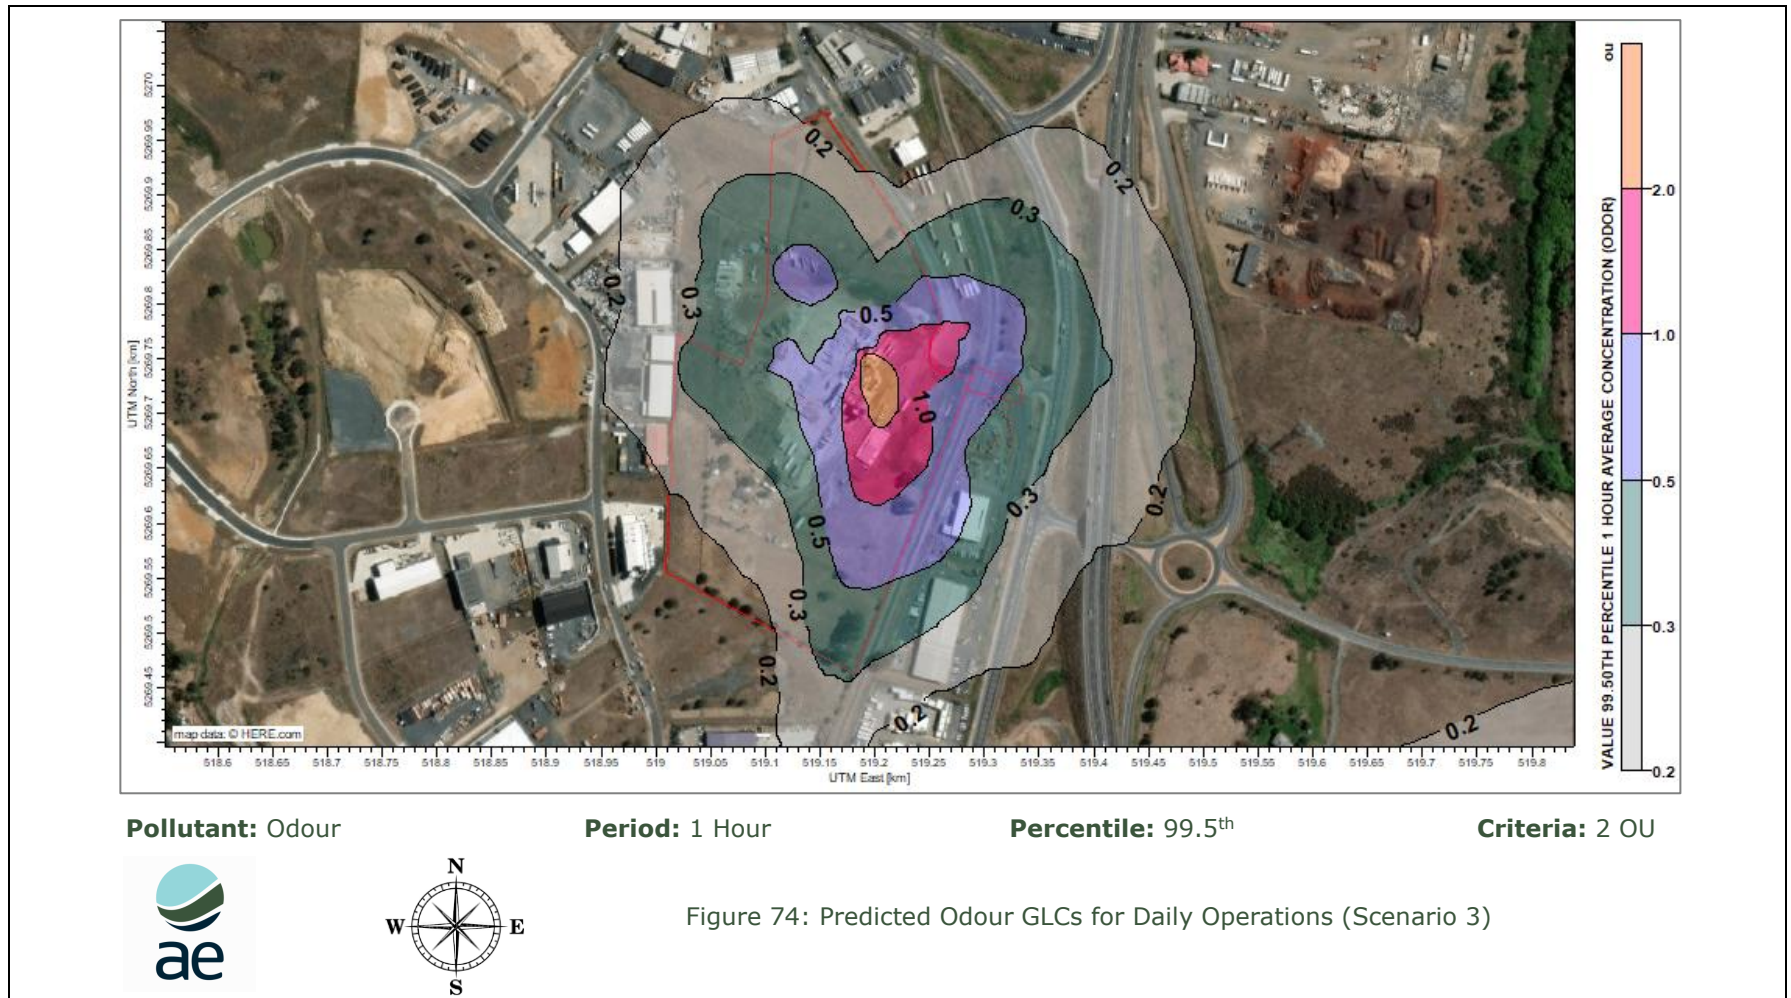 5270
5269.95
5269.9
5269.85
5269.8
5269.75
5269.7
5269.65
5269.6
5269.55
5269.5
5269.45
UTM North [km]
0.2
0.2
0.3
0.2
0.3
0.5
1.0
0.3
0.2
0.5
0.3
0.2
0.2
0.2
map data: © HERE.com
518.6 518.65 518.7 518.75 518.8 518.85 518.9 518.95 519 519.05 519.1 519.15 519.2 519.25 519.3 519.35 519.4 519.45 519.5 519.55 519.6 519.65 519.7 519.75 519.8
UTM East [km]
ou
2.0
1.0
0.5
0.3
0.2
VALUE 99.50TH PERCENTILE 1 HOUR AVERAGE CONCENTRATION (ODOR)
Pollutant: Odour Period: 1 Hour Percentile: 99.5th Criteria: 2 OU
ae
N
W E
S
Figure 74: Predicted Odour GLCs for Daily Operations (Scenario 3)